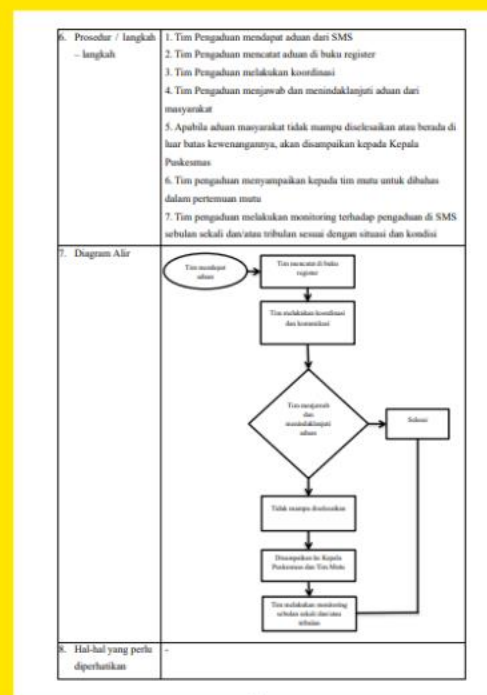 6. Prosedur / langkah
– langkah
1. Tim Pengaduan mendapat aduan dari SMS
2. Tim Pengaduan mencatat aduan di buku register
3. Tim Pengaduan melakukan koordinasi
4. Tim Pengaduan menjawab dan menindaklanjuti aduan dari
masyarakat
5. Apabila aduan masyarakat tidak mampu diselesaikan atau berada di
luar batas kewenangannya, akan disampaikan kepada Kepala
Puskesmas
6. Tim pengaduan menyampaikan kepada tim mutu untuk dibahas
dalam pertemuan mutu
7. Tim pengaduan melakukan monitoring terhadap pengaduan di SMS
sebulan sekali dan/atau tribulan sesuai dengan situasi dan kondisi
7. Diagram Alir
Tim mendapat
aduan
Tim mencatat di buku
register
Tim melakukan koordinasi
dan komunikasi
Tim menjawab
dan
menindaklanjuti
aduan
Selesai
Tidak mampu diselesaikan
Disampaikan ke Kepala
Puskesmas dan Tim Mutu
Tim melakukan monitoring
sebulan sekali dan/atau
tribulan
8. Hal-hal yang perlu
diperhatikan
-